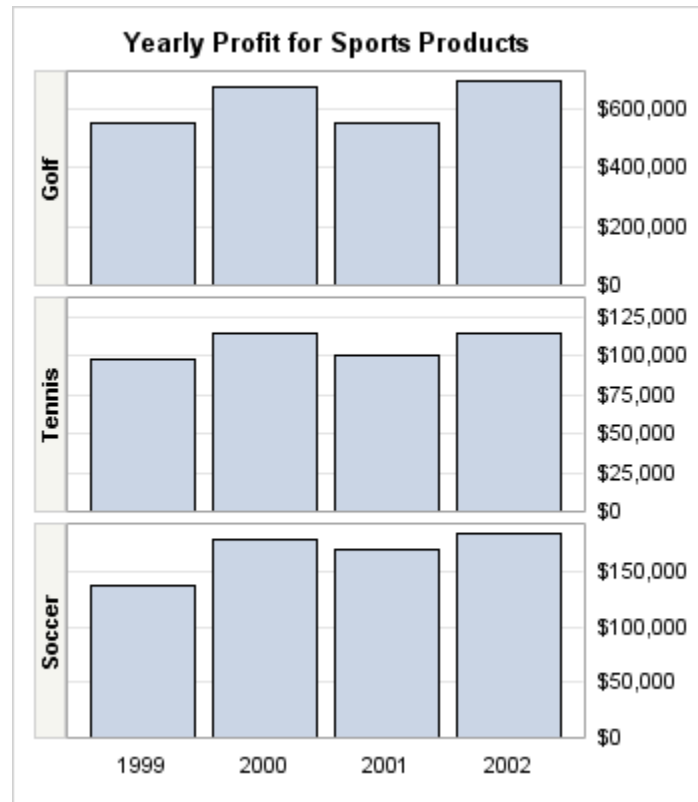 Yearly Profit for Sports Products
Golf
$600,000
$400,000
$200,000
$0
Tennis
$125,000
$100,000
$75,000
$50,000
$25,000
$0
Soccer
$150,000
$100,000
$50,000
$0
1999 2000 2001 2002